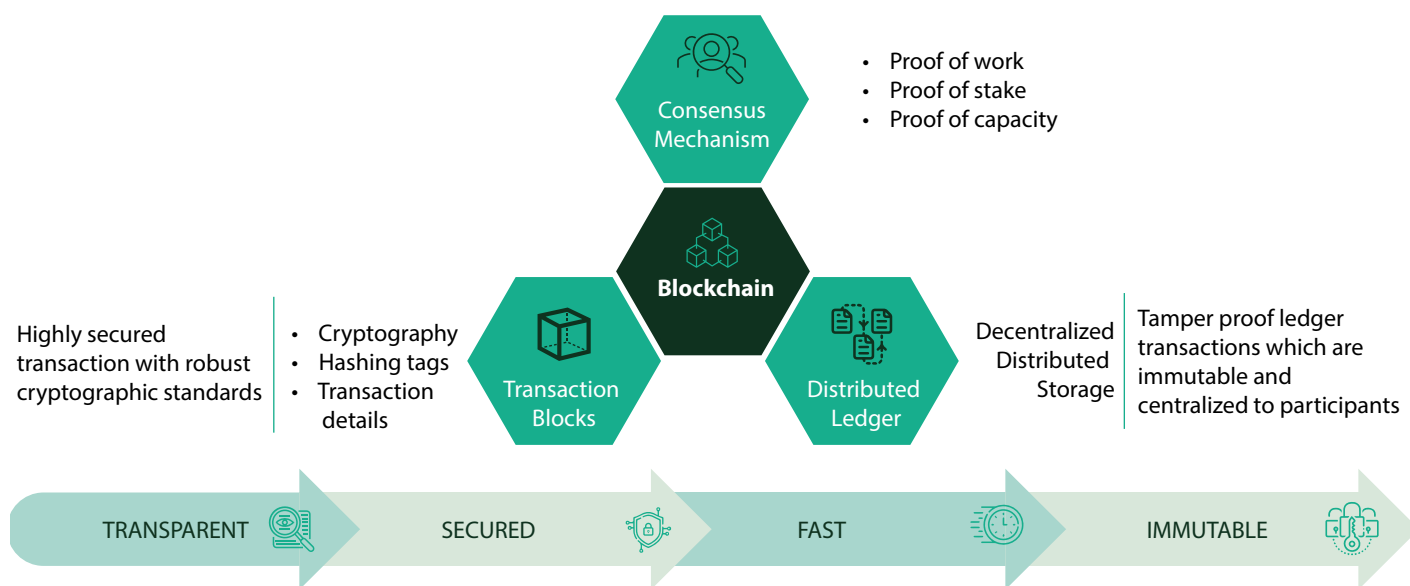 Consensus
Mechanism
• Proof of work
• Proof of stake
• Proof of capacity
Blockchain
Highly secured
transaction with robust
cryptographic standards
• Cryptography
• Hashing tags
• Transaction
details
Transaction
Blocks
Distributed
Ledger
Decentralized
Distributed
Storage
Tamper proof ledger
transactions which are
immutable and
centralized to participants
TRANSPARENT
SECURED
FAST
IMMUTABLE